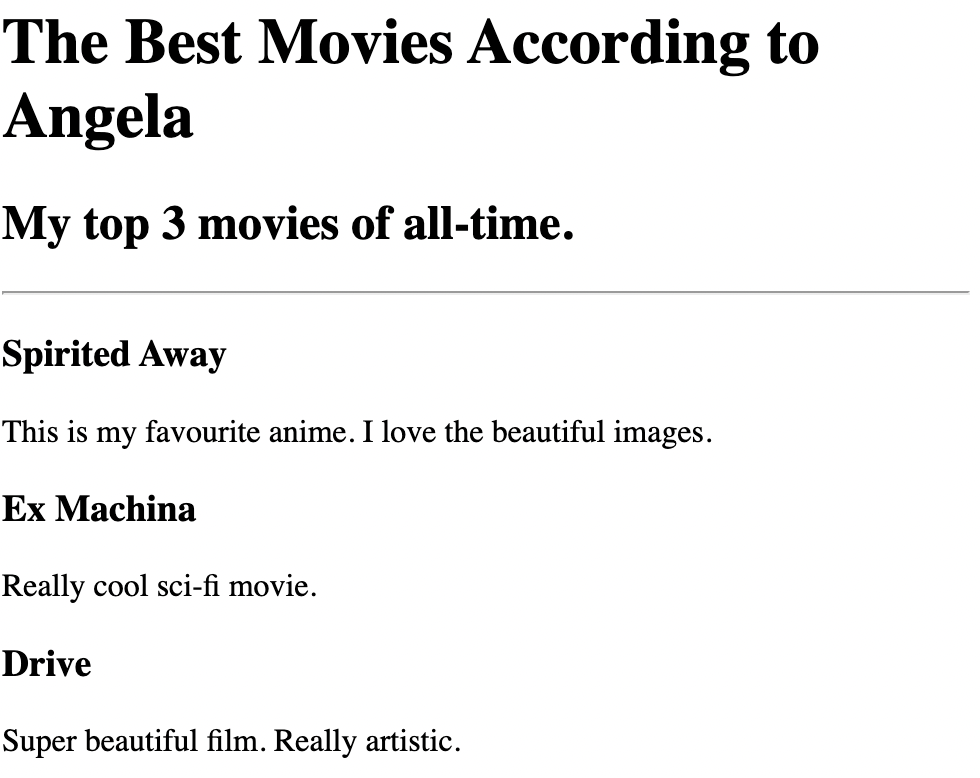 The Best Movies According to
Angela
My top 3 movies of all-time.
Spirited Away
This is my favourite anime. I love the beautiful images.
Ex Machina
Really cool sci-fi movie.
Drive
Super beautiful film. Really artistic.